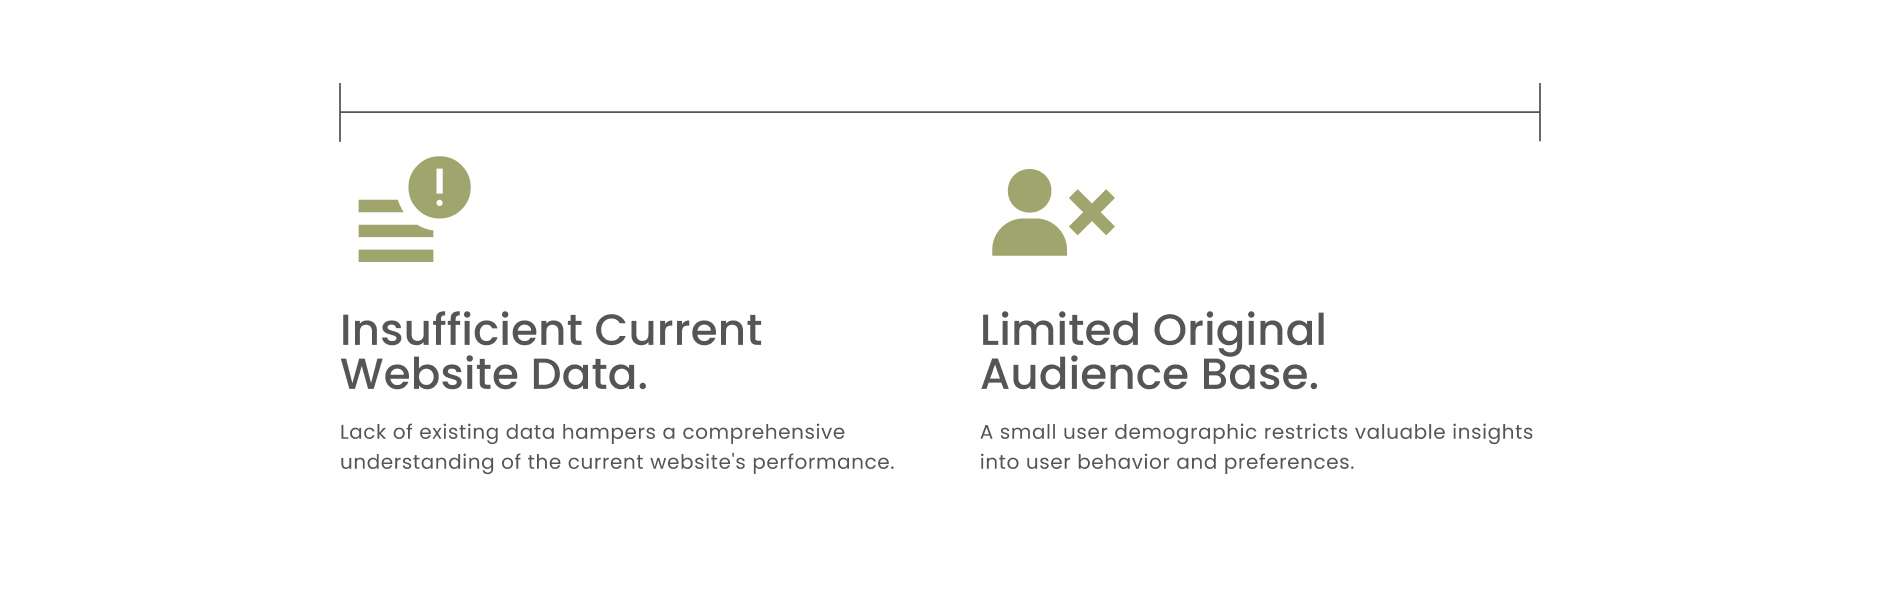 Insufficient Current
Website Data.
Lack of existing data hampers a comprehensive
understanding of the current website's performance.
Limited Original
Audience Base.
A small user demographic restricts valuable insights
into user behavior and preferences.